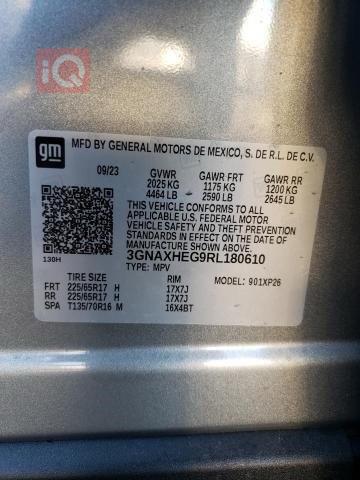 iQ
gm
MFD BY GENERAL MOTORS DE MEXICO, S. DE R.L. DE C.V.
09/23 GVWR GAWR FRT GAWR RR
2025 KG 1175 KG 1200 KG
4464 LB 2590 LB 2645 LB
THIS VEHICLE CONFORMS TO ALL
APPLICABLE U.S. FEDERAL MOTOR
VEHICLE SAFETY AND THEFT PREVENTION
STANDARDS IN EFFECT ON THE DATE OF
MANUFACTURE SHOWN ABOVE.
130H 3GNAXHEG9RL180610
TYPE: MPV
TIRE SIZE RIM MODEL: 901XP26
FRT 225/65R17 H 17X7J
RR 225/65R17 H 17X7J
SPA T135/70R16 M 16X4BT